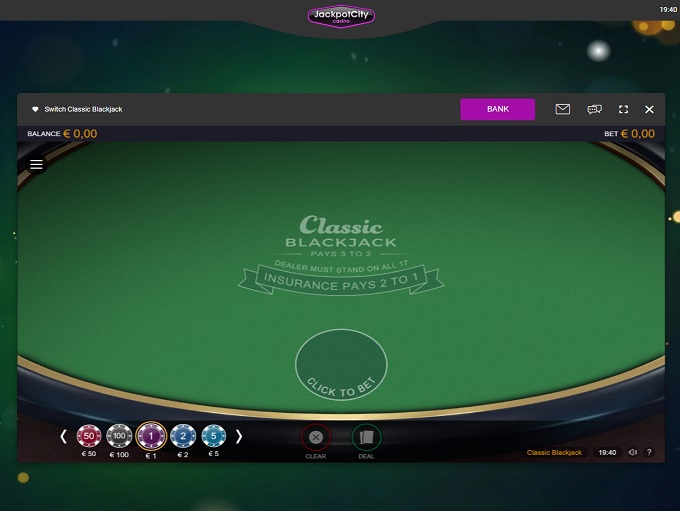 JackpotCity
casino
19:40
Switch Classic Blackjack
BANK
BALANCE € 0,00
BET € 0,00
Classic
BLACKJACK
PAYS 3 TO 2
DEALER MUST STAND ON ALL 17
INSURANCE PAYS 2 TO 1
CLICK TO BET
50 100 1 2 5
€ 50 € 100 € 1 € 2 € 5
CLEAR DEAL
Classic Blackjack 19:40 ?